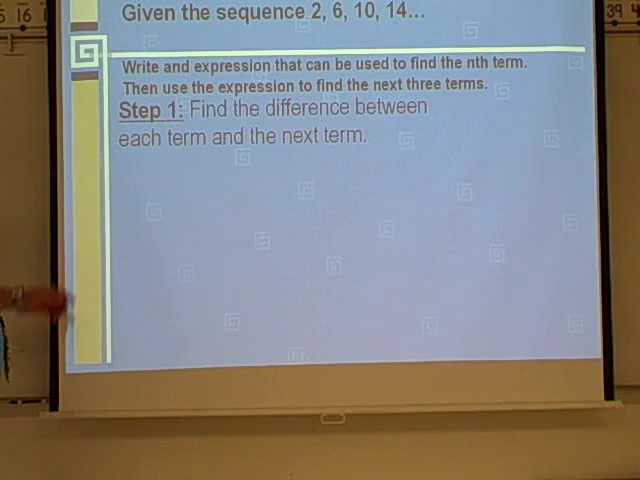 Given the sequence 2, 6, 10, 14...
Write and expression that can be used to find the nth term.
Then use the expression to find the next three terms.
Step 1: Find the difference between
each term and the next term.
16
39